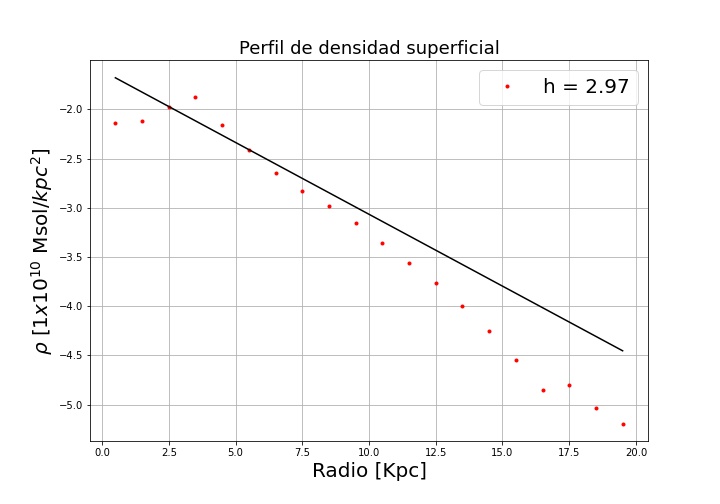 Perfil de densidad superficial
h = 2.97
ρ [1x10¹⁰ Msol/kpc²]
−2.0
−2.5
−3.0
−3.5
−4.0
−4.5
−5.0
0.0 2.5 5.0 7.5 10.0 12.5 15.0 17.5 20.0
Radio [Kpc]